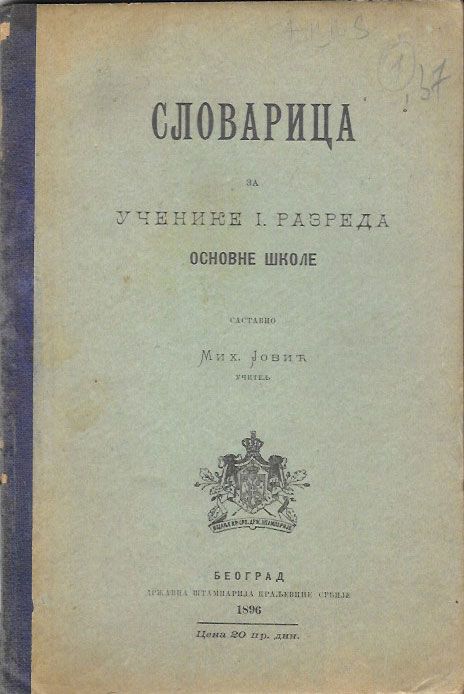 СЛОВАРИЦА
ЗА
УЧЕНИКЕ I. РАЗРЕДА
ОСНОВНЕ ШКОЛЕ
САСТАВИО
Мих. Јовић
УЧИТЕЉ
БЕОГРАД
ДРЖАВНА ШТАМПАРИЈА КРАЉЕВИНЕ СРБИЈЕ
1896
Цена 20 пр. дин.